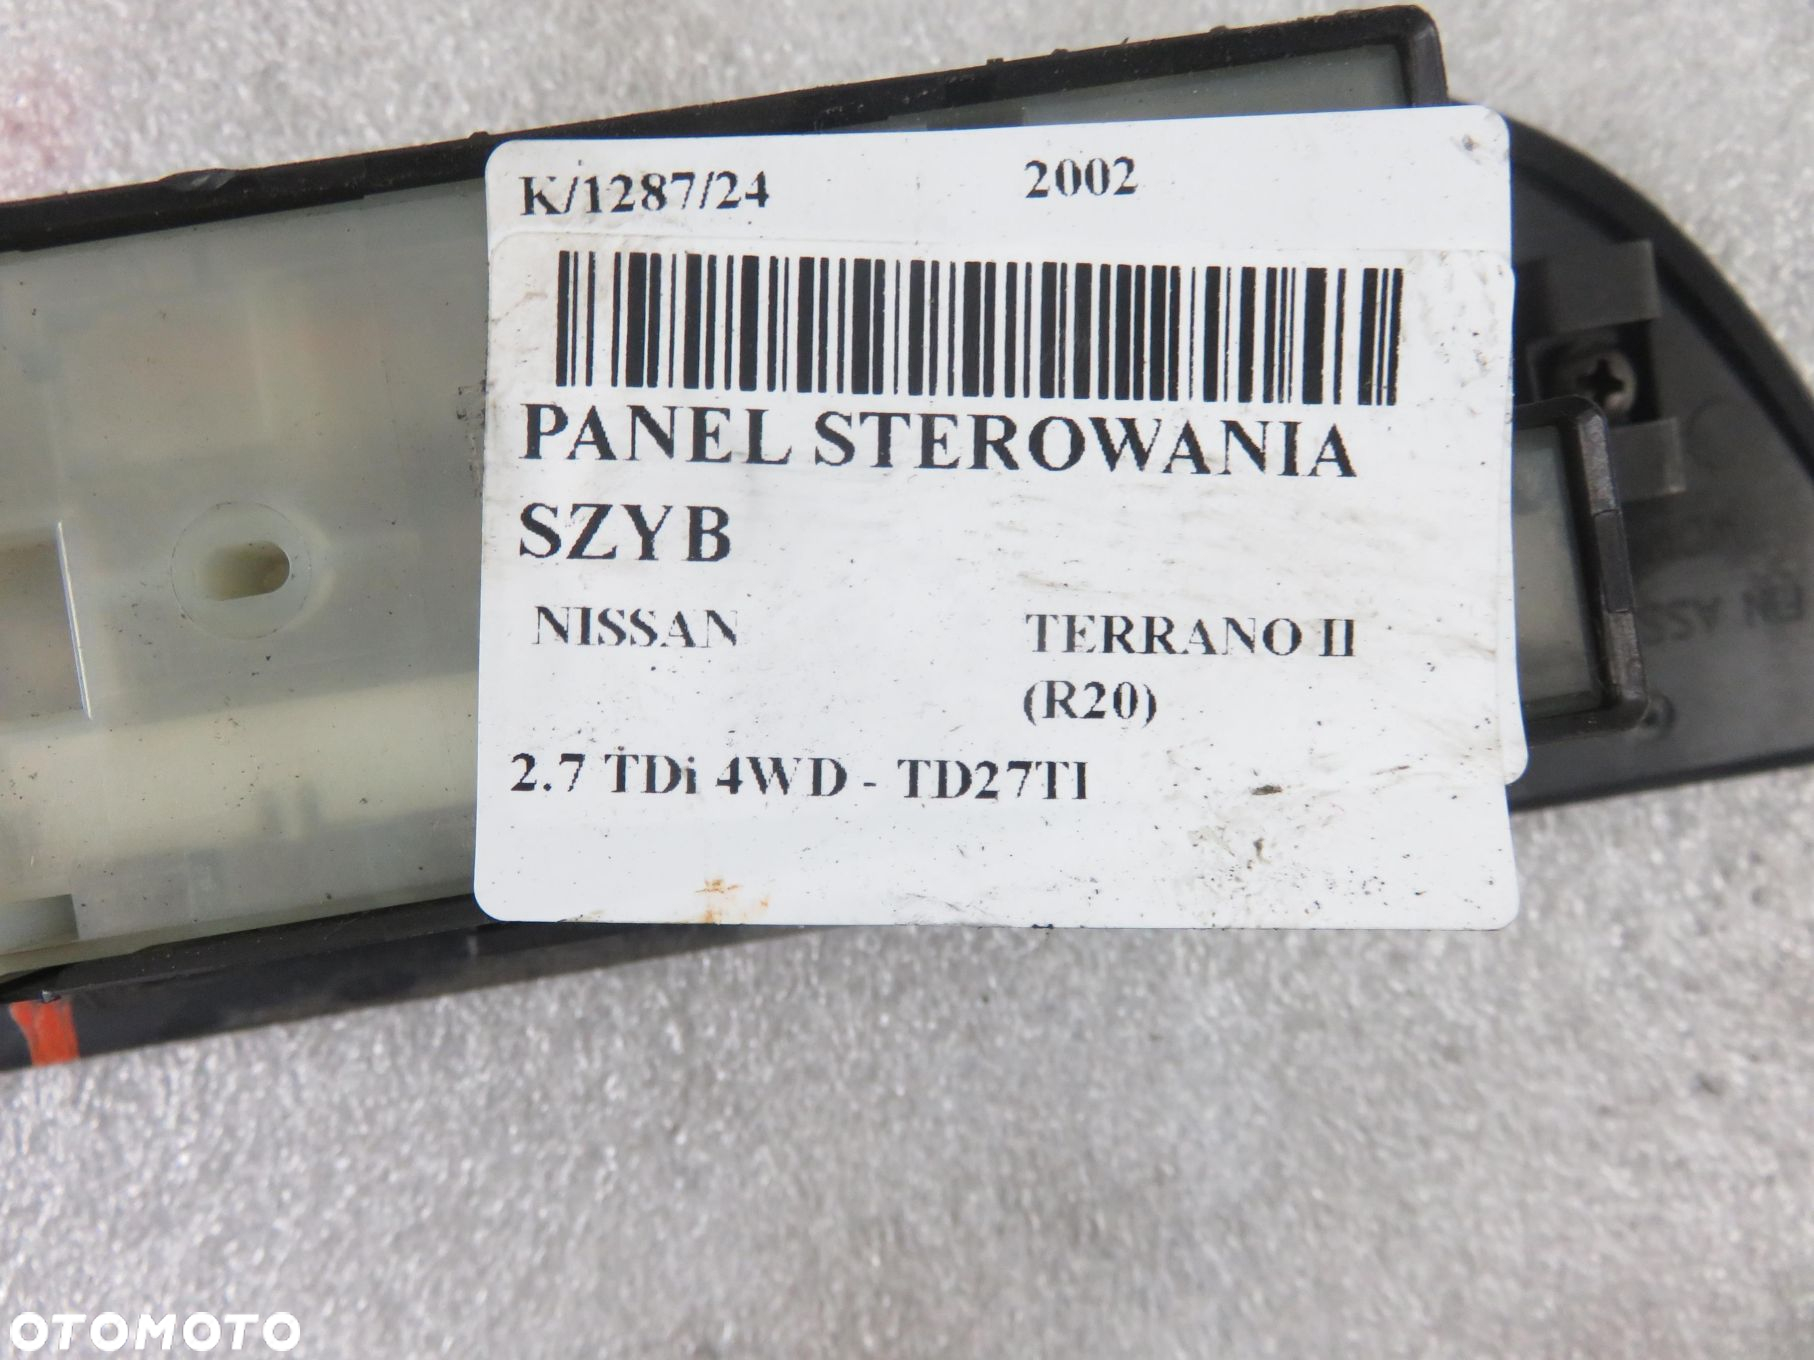 K/1287/24 2002
PANEL STEROWANIA
SZYB
NISSAN TERRANO II
(R20)
2.7 TDi 4WD - TD27TI
OTOMOTO